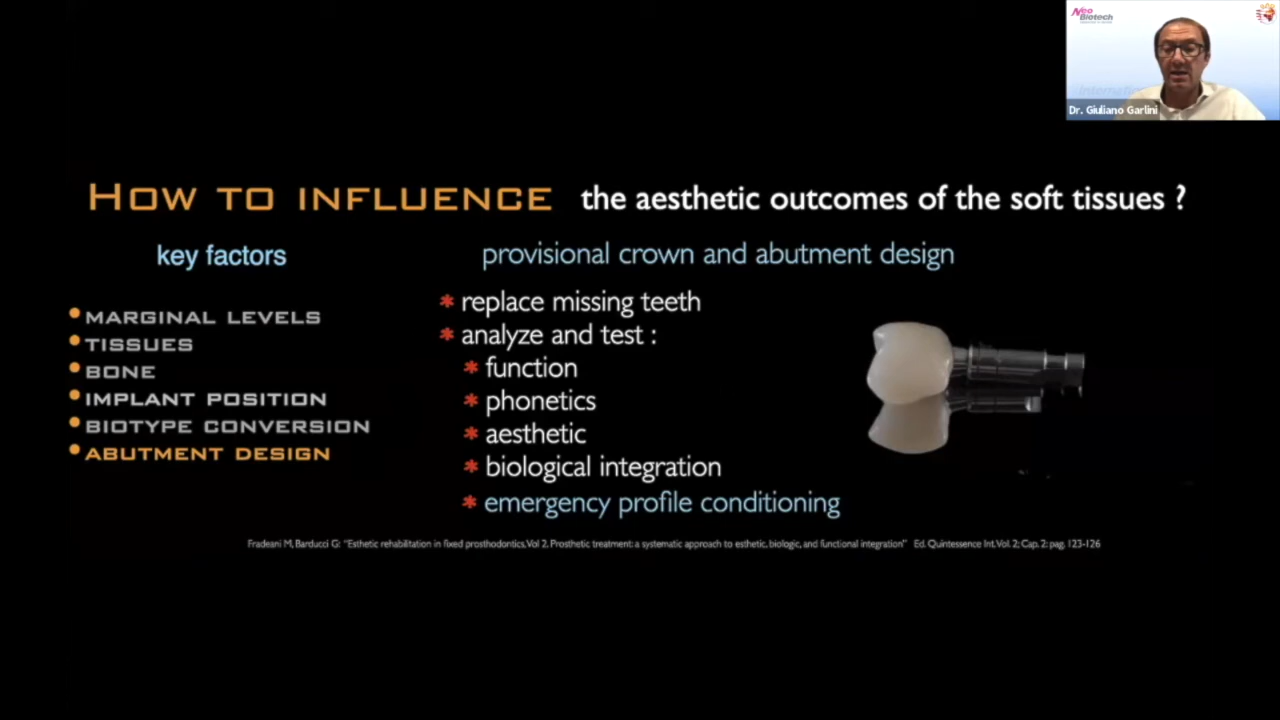 Neo Biotech
Dr. Giuliano Garlini
HOW TO INFLUENCE the aesthetic outcomes of the soft tissues ?
key factors
• MARGINAL LEVELS
• TISSUES
• BONE
• IMPLANT POSITION
• BIOTYPE CONVERSION
• ABUTMENT DESIGN
provisional crown and abutment design
* replace missing teeth
* analyze and test :
* function
* phonetics
* aesthetic
* biological integration
* emergency profile conditioning
Fradeani M, Barducci G: "Esthetic rehabilitation in fixed prosthodontics. Vol 2. Prosthetic treatment: a systematic approach to esthetic, biologic, and functional integration" Ed. Quintessence Int. Vol. 2; Cap. 2: pag. 123-126